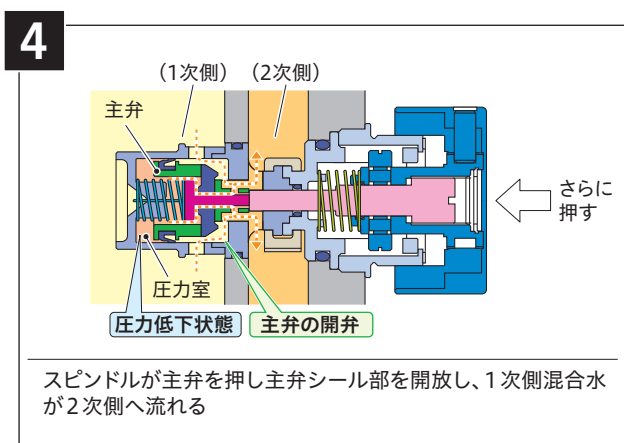 4
（1次側）（2次側）
主弁
さらに
押す
圧力室
圧力低下状態 主弁の開弁
スピンドルが主弁を押し主弁シール部を開放し、1次側混合水
が2次側へ流れる